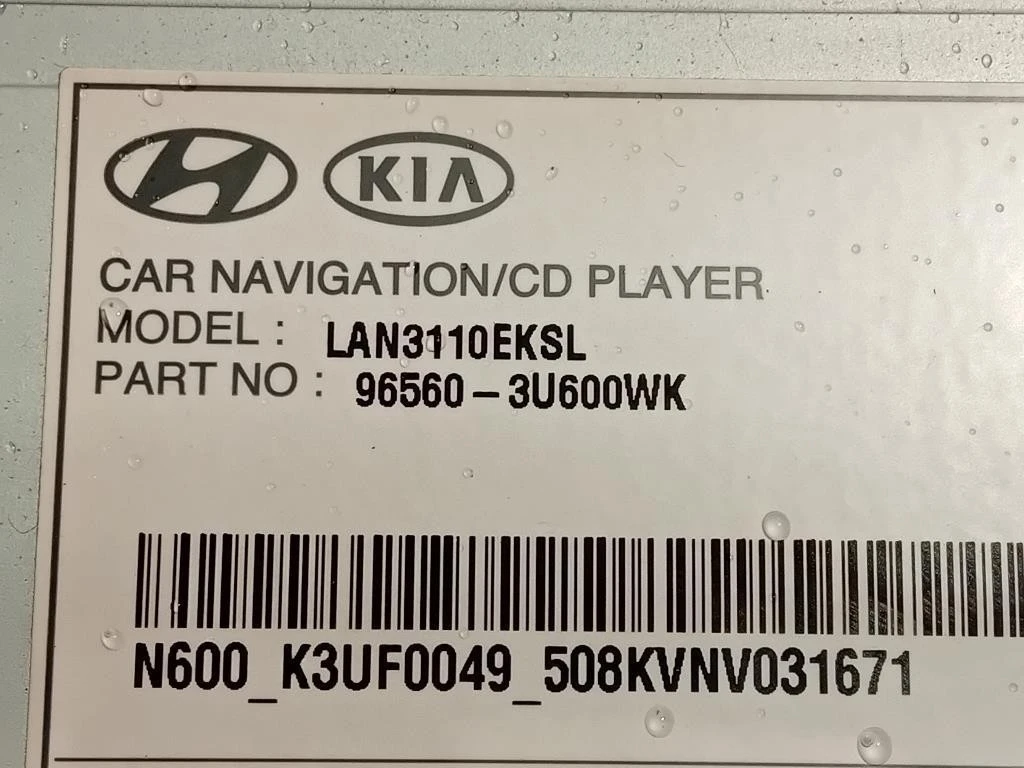 KIA
CAR NAVIGATION/CD PLAYER
MODEL : LAN3110EKSL
PART NO : 96560-3U600WK
N600_K3UF0049_508KVNV031671